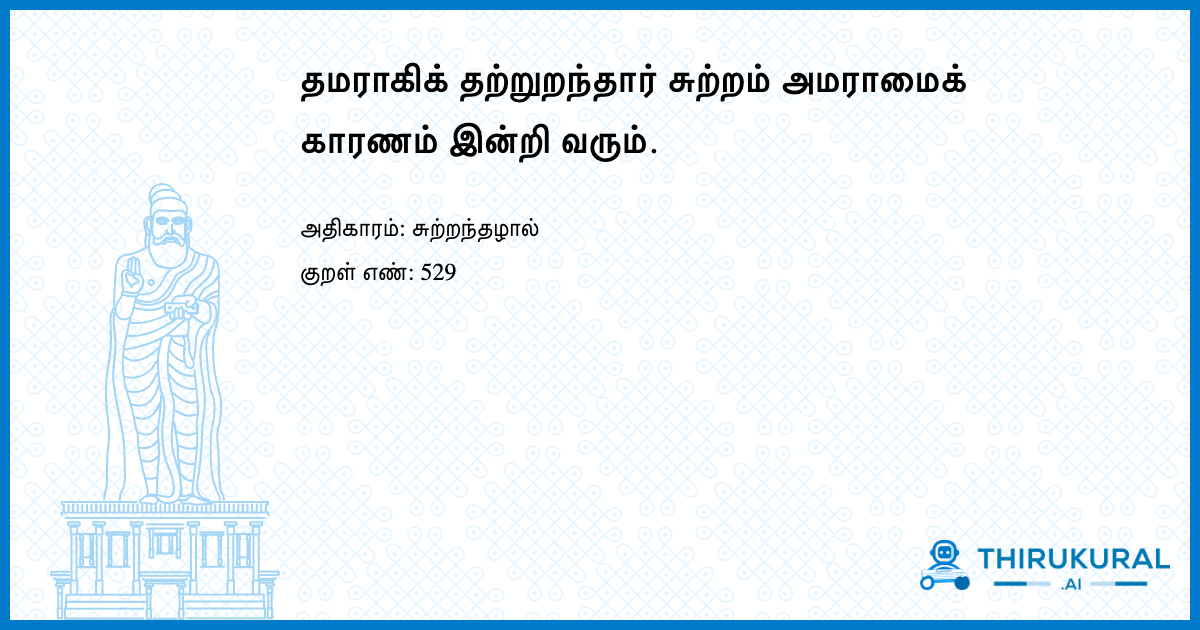 தமராகிக் தற்றுறந்தார் சுற்றம் அமராமைக்
காரணம் இன்றி வரும்.
அதிகாரம்: சுற்றந்தழால்
குறள் எண்: 529
THIRUKURAL
.AI